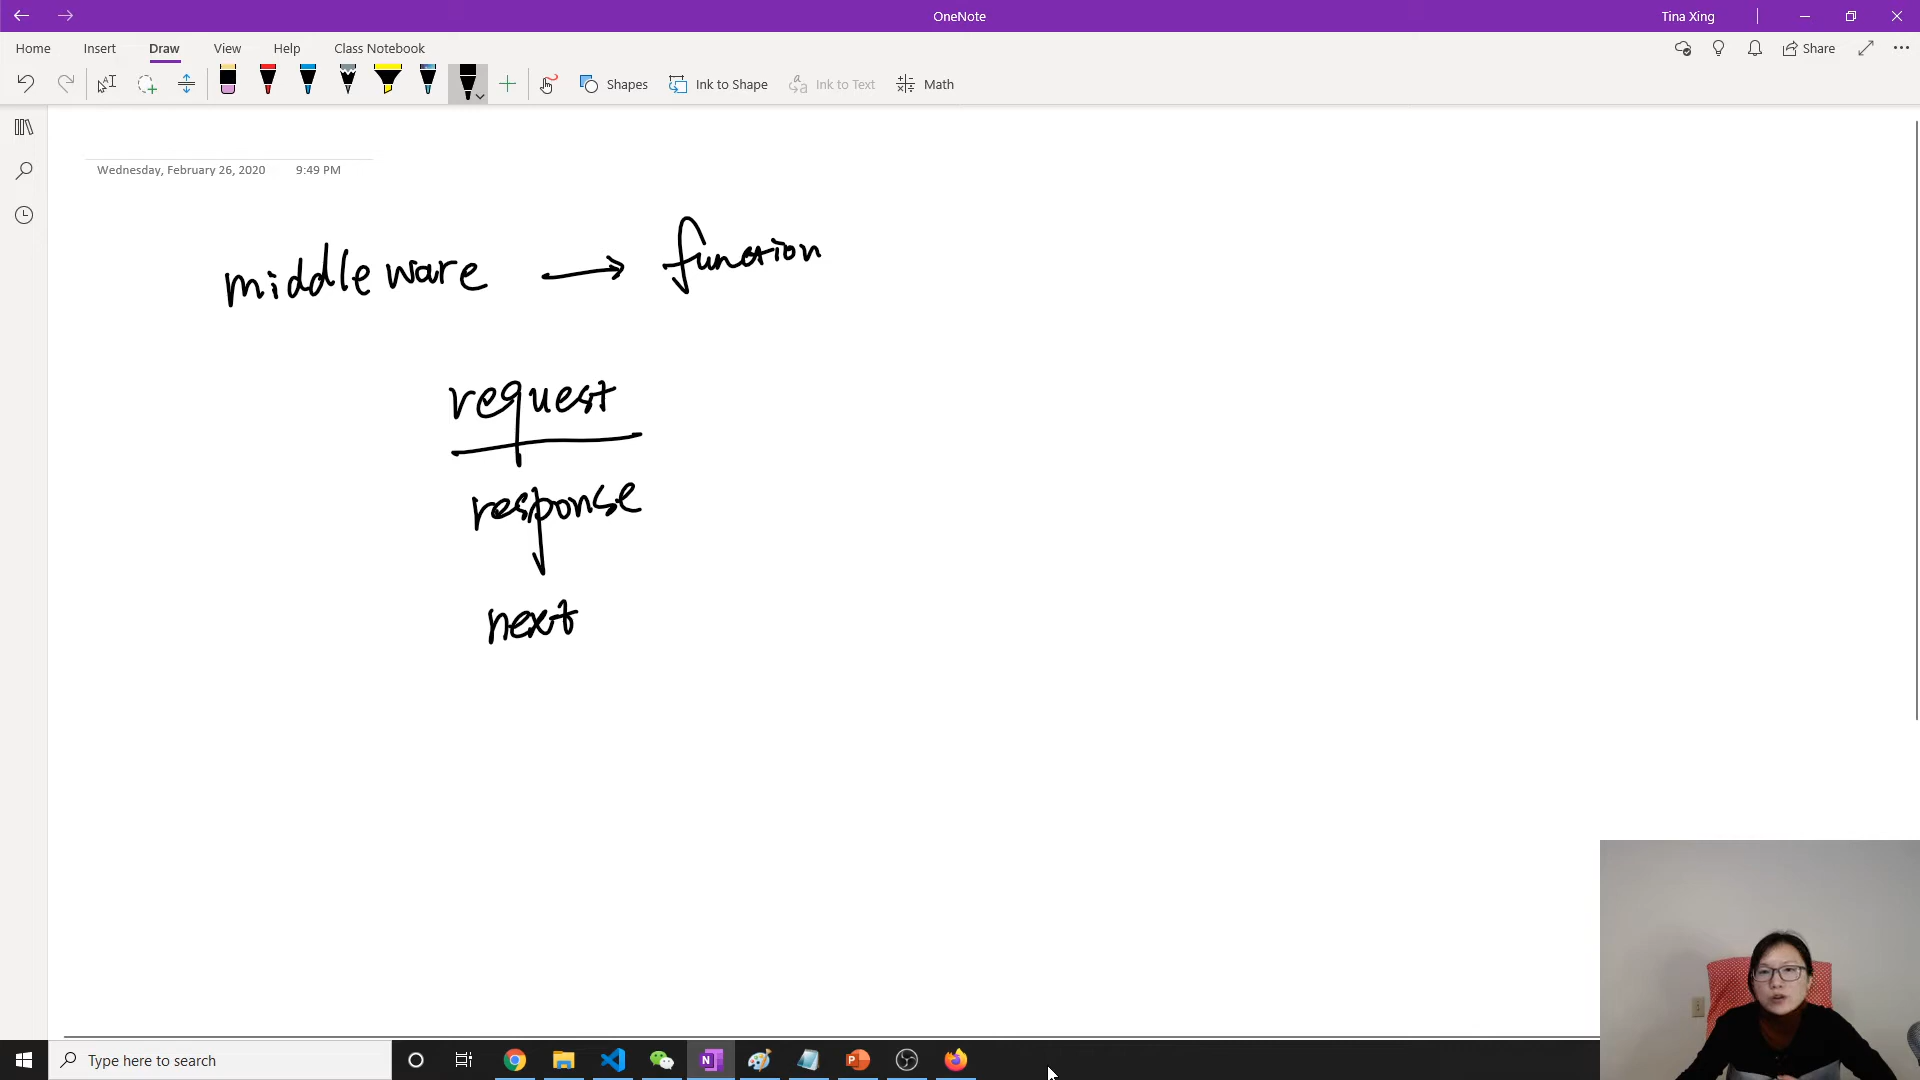 OneNote
Tina Xing
Home Insert Draw View Help Class Notebook
Share
Shapes Ink to Shape Ink to Text Math
Wednesday, February 26, 2020 9:49 PM
middleware → function
request
response
next
Type here to search